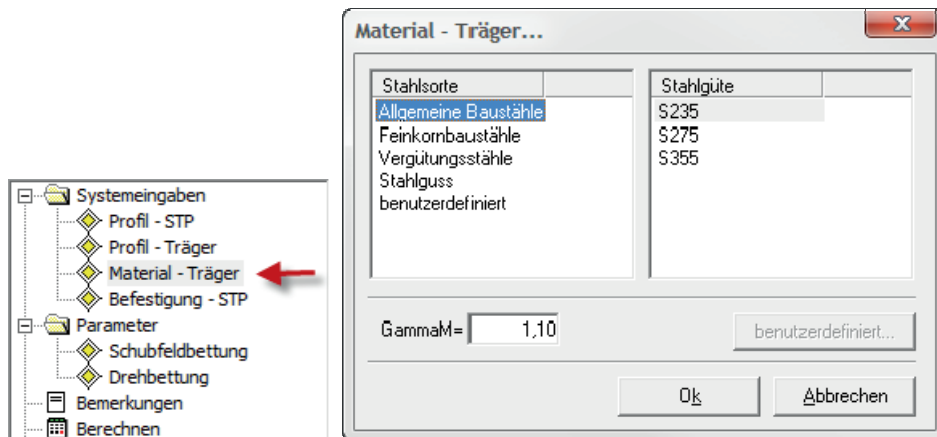 Systemeingaben
Profil - STP
Profil - Träger
Material - Träger
Befestigung - STP
Parameter
Schubfeldbettung
Drehbettung
Bemerkungen
Berechnen
Material - Träger...
Stahlsorte
Allgemeine Baustähle
Feinkornbaustähle
Vergütungsstähle
Stahlguss
benutzerdefiniert
Stahlgüte
S235
S275
S355
GammaM= 1,10
benutzerdefiniert...
Ok Abbrechen